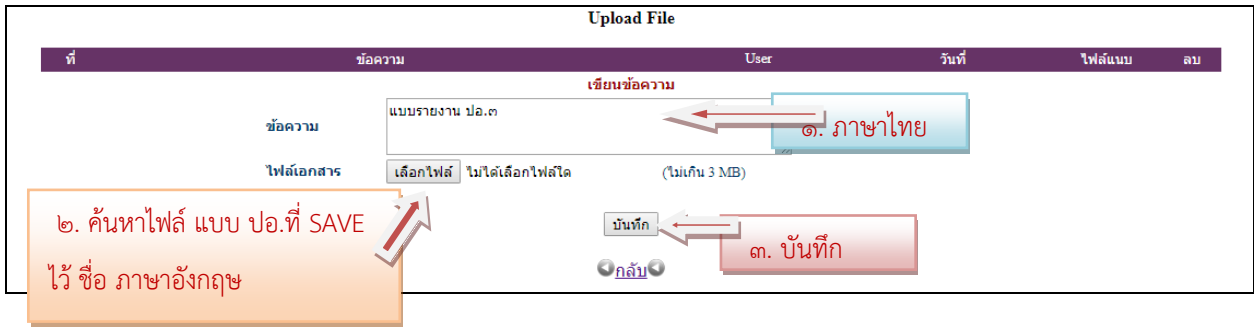 Upload File
ที่ ข้อความ User วันที่ ไฟล์แนบ ลบ
เขียนข้อความ
ข้อความ แบบรายงาน ปอ.๓
๑. ภาษาไทย
ไฟล์เอกสาร เลือกไฟล์ ไม่ได้เลือกไฟล์ใด (ไม่เกิน 3 MB)
๒. ค้นหาไฟล์ แบบ ปอ.ที่ SAVE
ไว้ ชื่อ ภาษาอังกฤษ
บันทึก
๓. บันทึก
กลับ